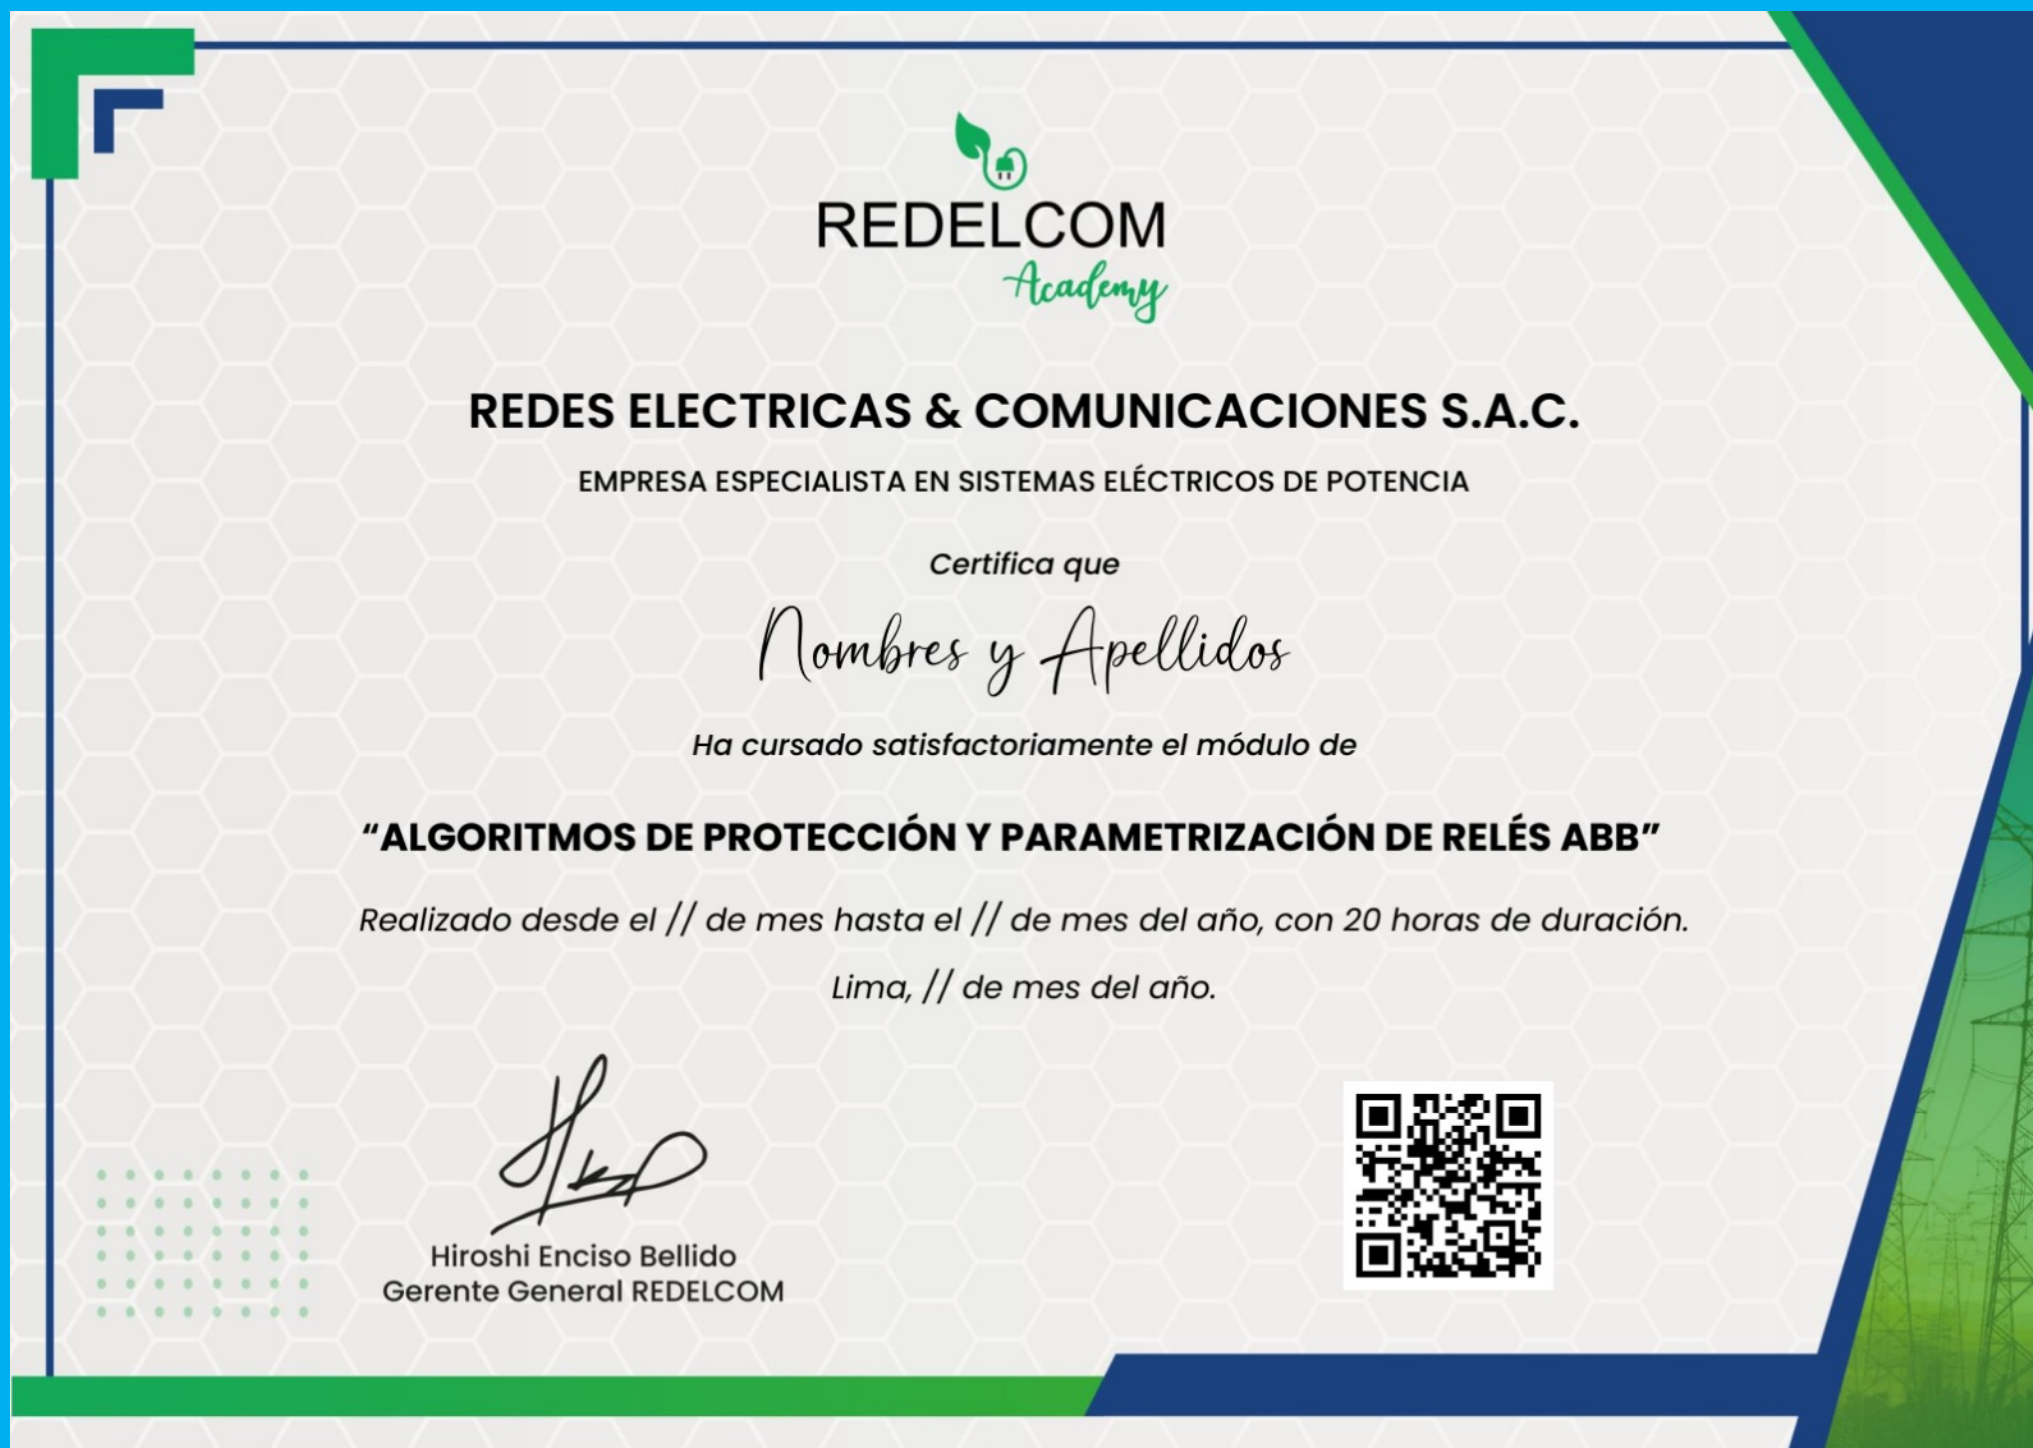 REDELCOM
Academy
REDES ELECTRICAS & COMUNICACIONES S.A.C.
EMPRESA ESPECIALISTA EN SISTEMAS ELÉCTRICOS DE POTENCIA
Certifica que
Nombres y Apellidos
Ha cursado satisfactoriamente el módulo de
“ALGORITMOS DE PROTECCIÓN Y PARAMETRIZACIÓN DE RELÉS ABB”
Realizado desde el // de mes hasta el // de mes del año, con 20 horas de duración.
Lima, // de mes del año.
Hiroshi Enciso Bellido
Gerente General REDELCOM